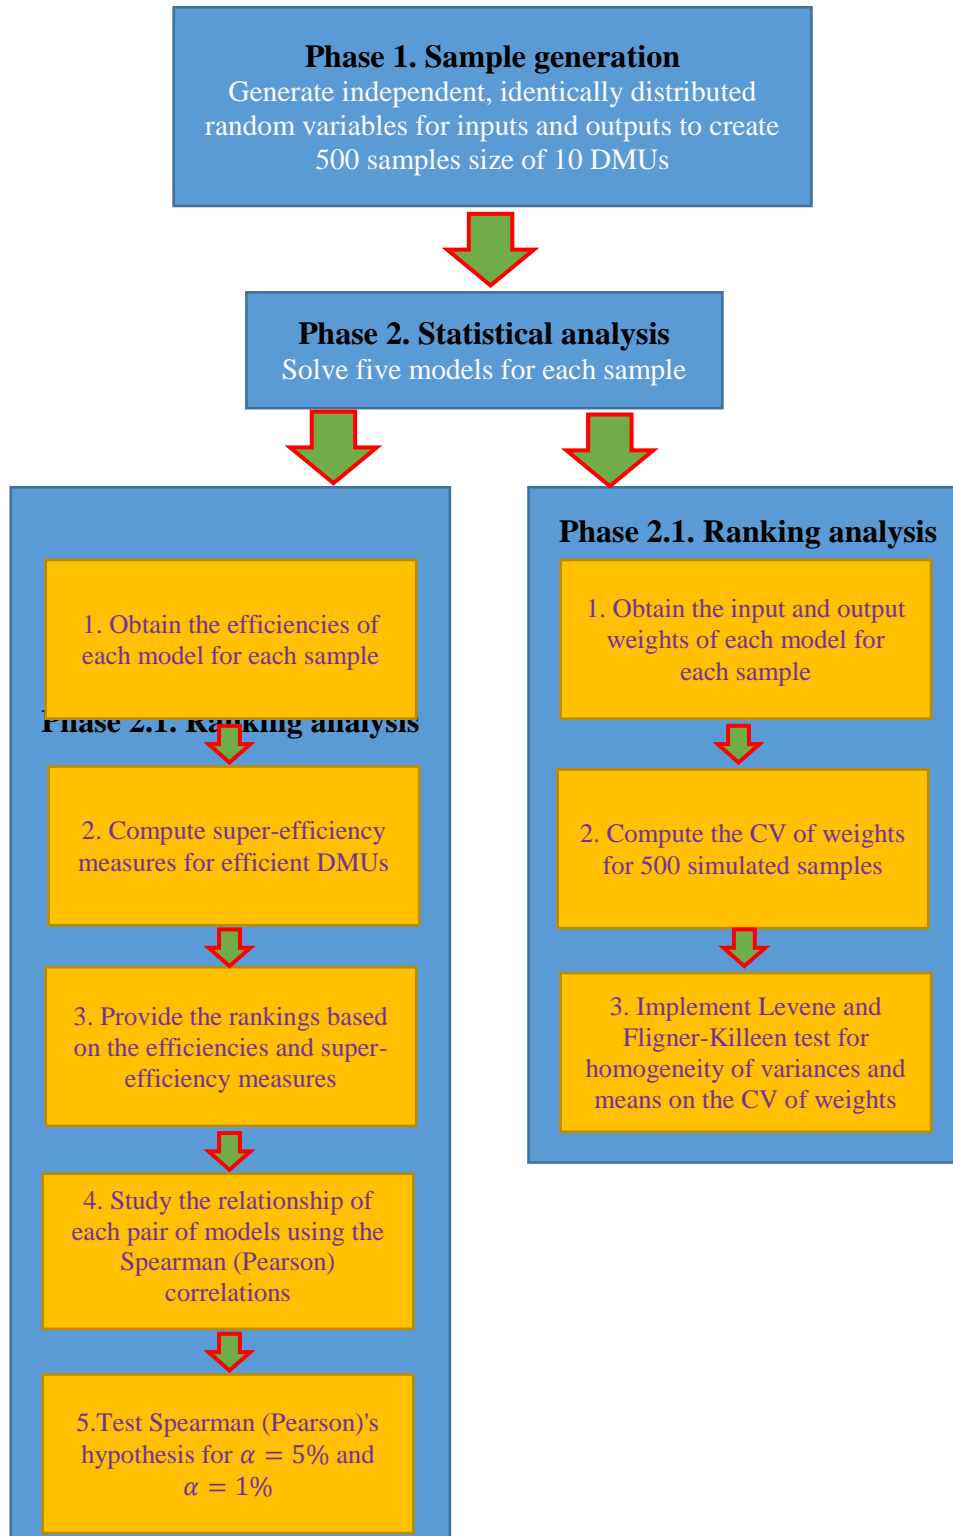 Phase 1. Sample generation
Generate independent, identically distributed
random variables for inputs and outputs to create
500 samples size of 10 DMUs
Phase 2. Statistical analysis
Solve five models for each sample
1. Obtain the efficiencies of
each model for each sample
Phase 2.1. Ranking analysis
2. Compute super-efficiency
measures for efficient DMUs
3. Provide the rankings based
on the efficiencies and super-
efficiency measures
4. Study the relationship of
each pair of models using the
Spearman (Pearson)
correlations
5.Test Spearman (Pearson)'s
hypothesis for α = 5% and
α = 1%
Phase 2.1. Ranking analysis
1. Obtain the input and output
weights of each model for
each sample
2. Compute the CV of weights
for 500 simulated samples
3. Implement Levene and
Fligner-Killeen test for
homogeneity of variances and
means on the CV of weights